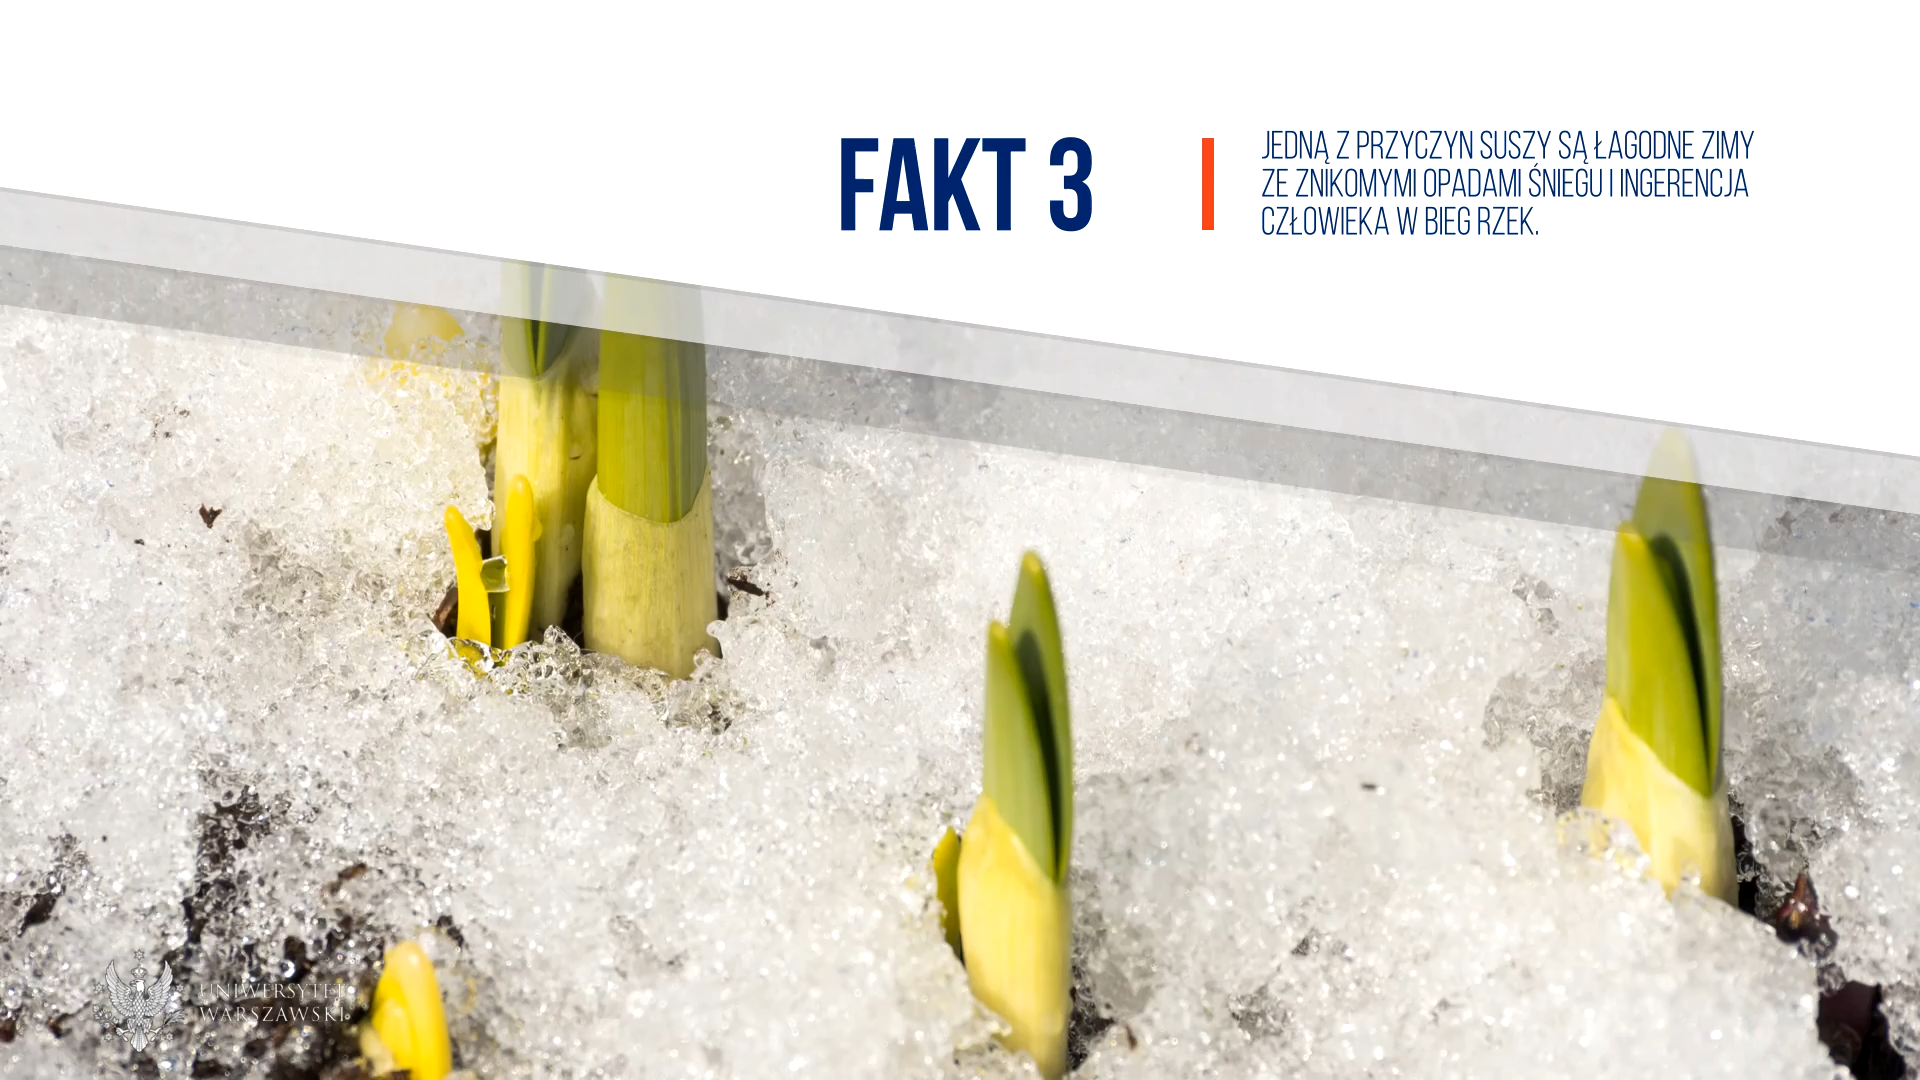 FAKT 3
JEDNĄ Z PRZYCZYN SUSZY SĄ ŁAGODNE ZIMY
ZE ZNIKOMYMI OPADAMI ŚNIEGU I INGERENCJA
CZŁOWIEKA W BIEG RZEK.
UNIWERSYTET
WARSZAWSKI